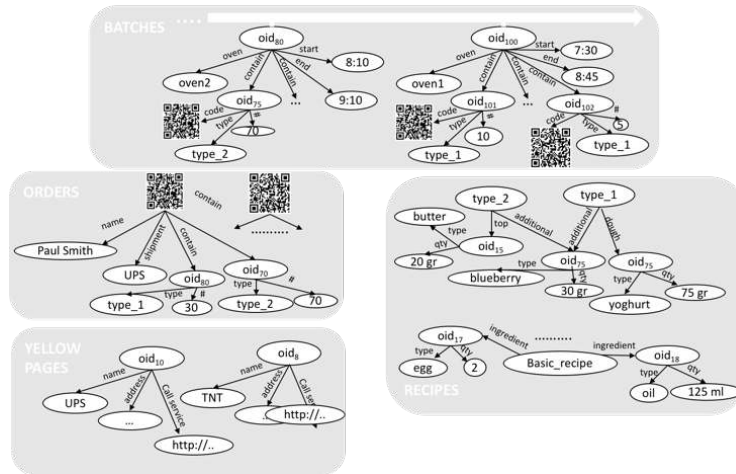 BATCHES ....
oid80
start
8:10
oven
end
contain
contain
oven2
9:10
oid75
...
code
#
70
type
type_2
oid100
start
7:30
oven
end
contain
contain
contain
8:45
oven1
oid101
...
oid102
#
code
#
5
10
code
type
type
type_1
type_1
ORDERS
contain
name
shipment
contain
..........
Paul Smith
UPS
oid80
oid70
type
#
type
#
type_1
30
type_2
70
type_2
type_1
butter
additional
additional
dough
type
top
qty
oid15
oid75
oid75
20 gr
type
qty
type
qty
blueberry
30 gr
75 gr
yoghurt
oid17
..........
ingredient
ingredient
type
qty
Basic_recipe
oid18
egg
2
type
qty
oil
125 ml
RECIPES
YELLOW
PAGES
oid10
oid8
name
address
Call service
name
address
UPS
TNT
...
http://..
http://..